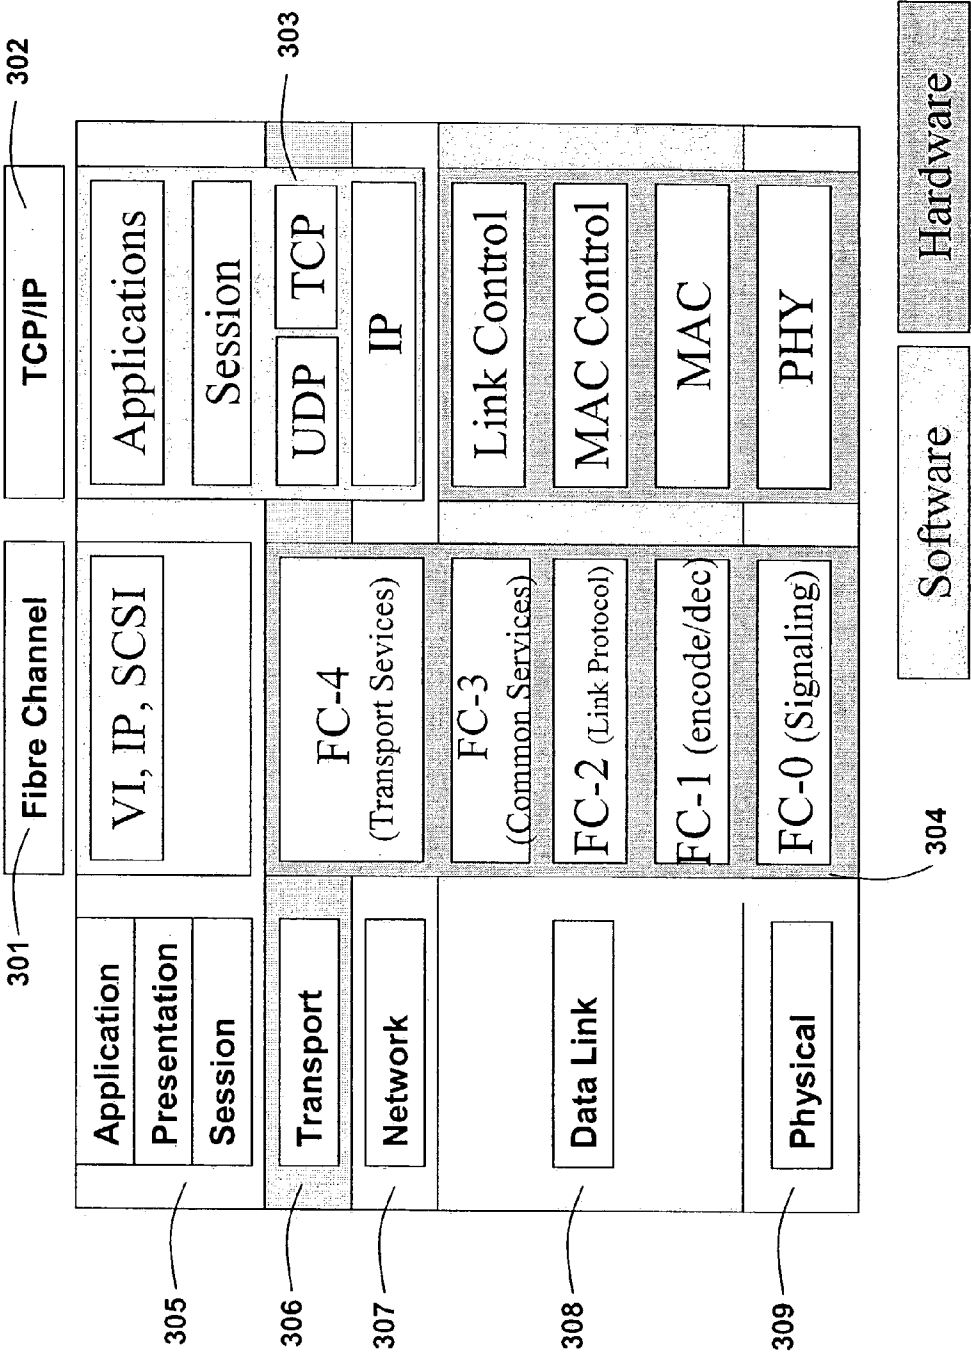 301
Fibre Channel
302
TCP/IP
305
Application
Presentation
Session
VI, IP, SCSI
Applications
Session
306
Transport
FC-4
(Transport Sevices)
UDP
TCP
303
307
Network
IP
308
Data Link
FC-3
(Common Services)
Link Control
FC-2 (Link Protocol)
MAC Control
FC-1 (encode/dec)
MAC
309
Physical
FC-0 (Signaling)
PHY
304
Software
Hardware